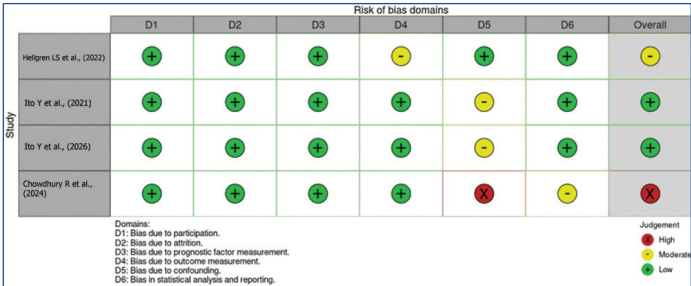 Risk of bias domains
D1 D2 D3 D4 D5 D6 Overall
Study
Hellgren LS et al., (2022) + + + - + + -
Ito Y et al., (2021) + + + + - + +
Ito Y et al., (2026) + + + + - + +
Chowdhury R et al.,
(2024) + + + + X - X
Domains:
D1: Bias due to participation.
D2: Bias due to attrition.
D3: Bias due to prognostic factor measurement.
D4: Bias due to outcome measurement.
D5: Bias due to confounding.
D6: Bias in statistical analysis and reporting.
Judgement
X High
- Moderate
+ Low